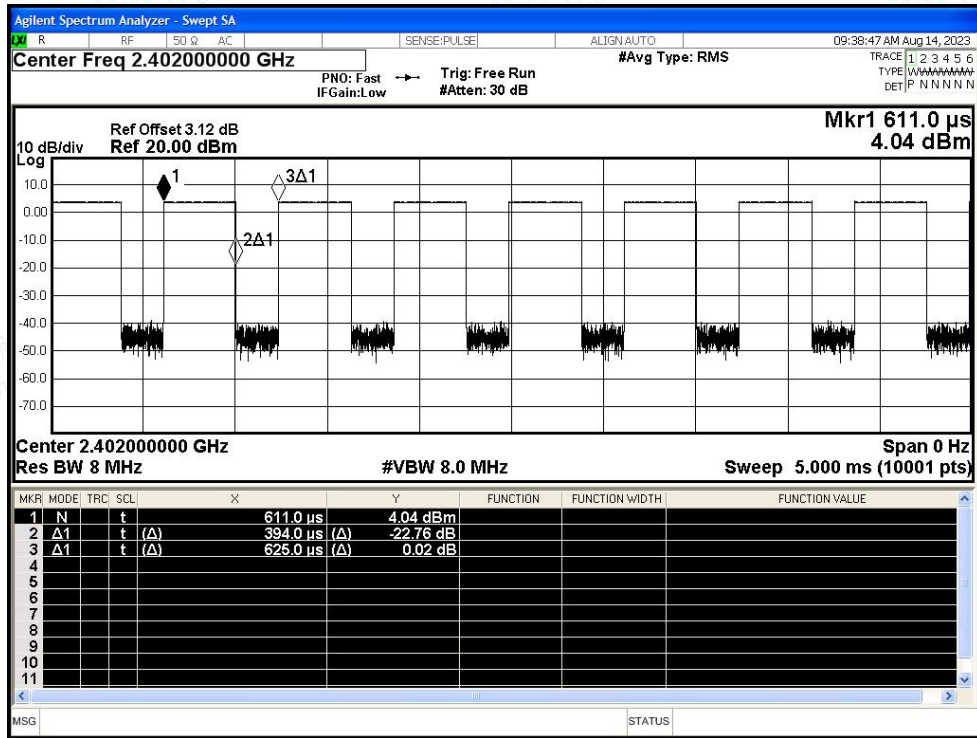 Agilent Spectrum Analyzer - Swept SA
LXI R RF 50 Ω AC SENSE:PULSE ALIGN AUTO 09:38:47 AM Aug 14, 2023
Center Freq 2.402000000 GHz
PNO: Fast
IFGain:Low
Trig: Free Run
#Atten: 30 dB
#Avg Type: RMS
TRACE 1 2 3 4 5 6
TYPE WWWWWW
DET P N N N N N
Mkr1 611.0 µs
4.04 dBm
Ref Offset 3.12 dB
10 dB/div Ref 20.00 dBm
Log
1
3Δ1
2Δ1
10.0
0.00
-10.0
-20.0
-30.0
-40.0
-50.0
-60.0
-70.0
Center 2.402000000 GHz Span 0 Hz
Res BW 8 MHz #VBW 8.0 MHz Sweep 5.000 ms (10001 pts)
MKR MODE TRC SCL X Y FUNCTION FUNCTION WIDTH FUNCTION VALUE
1 N t 611.0 µs 4.04 dBm
2 Δ1 t (Δ) 394.0 µs (Δ) -22.76 dB
3 Δ1 t (Δ) 625.0 µs (Δ) 0.02 dB
4
5
6
7
8
9
10
11
MSG STATUS